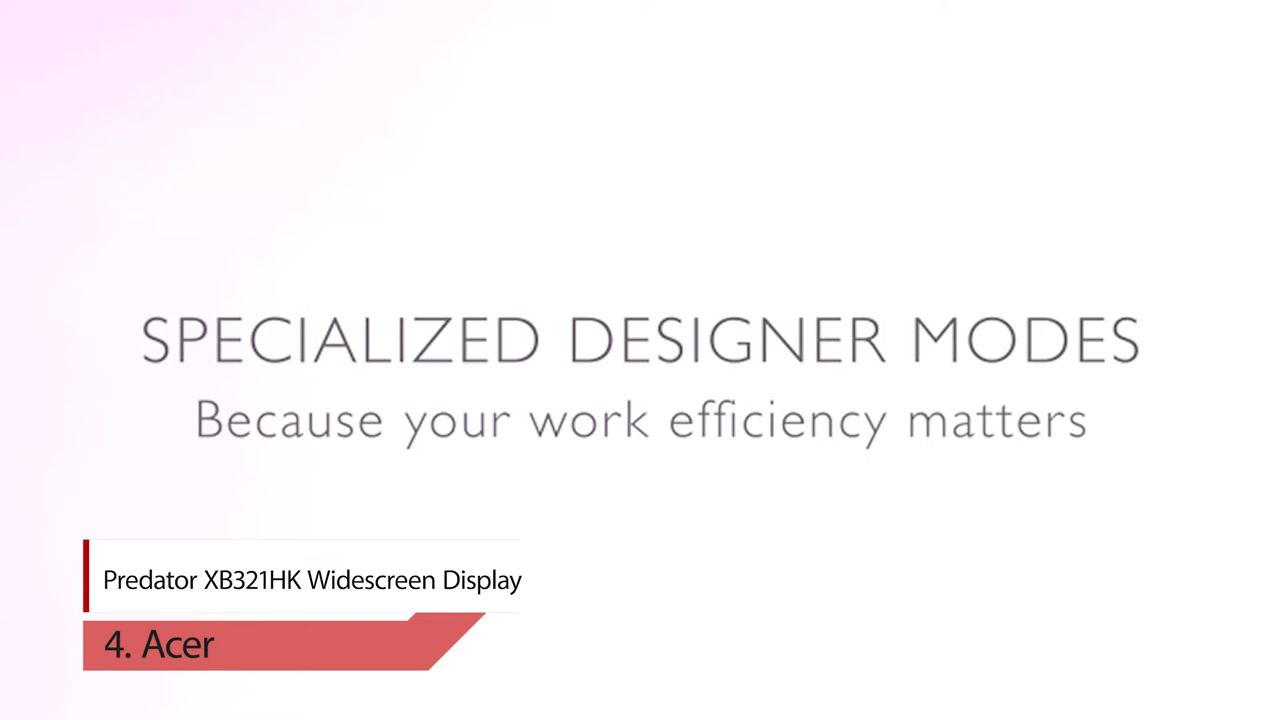 SPECIALIZED DESIGNER MODES
Because your work efficiency matters
Predator XB321HK Widescreen Display
4. Acer